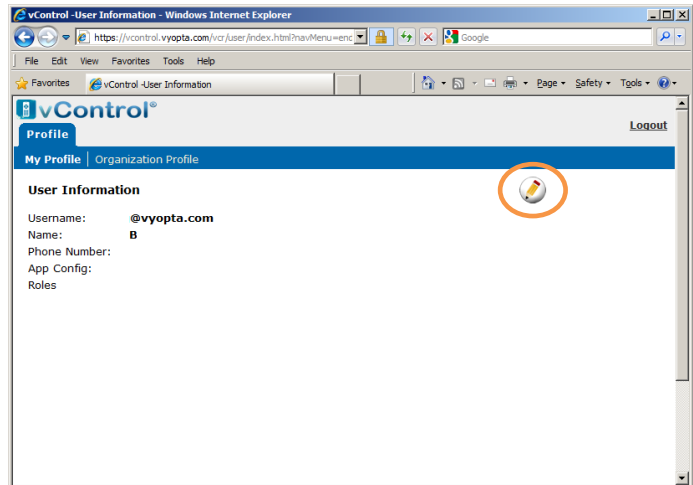 vControl -User Information - Windows Internet Explorer
https://vcontrol.vyopta.com/vcr/user/index.html?navMenu=enc
Google
File Edit View Favorites Tools Help
Favorites vControl -User Information Page Safety Tools
vControl®
Logout
Profile
My Profile Organization Profile
User Information
Username: @vyopta.com
Name: B
Phone Number:
App Config:
Roles